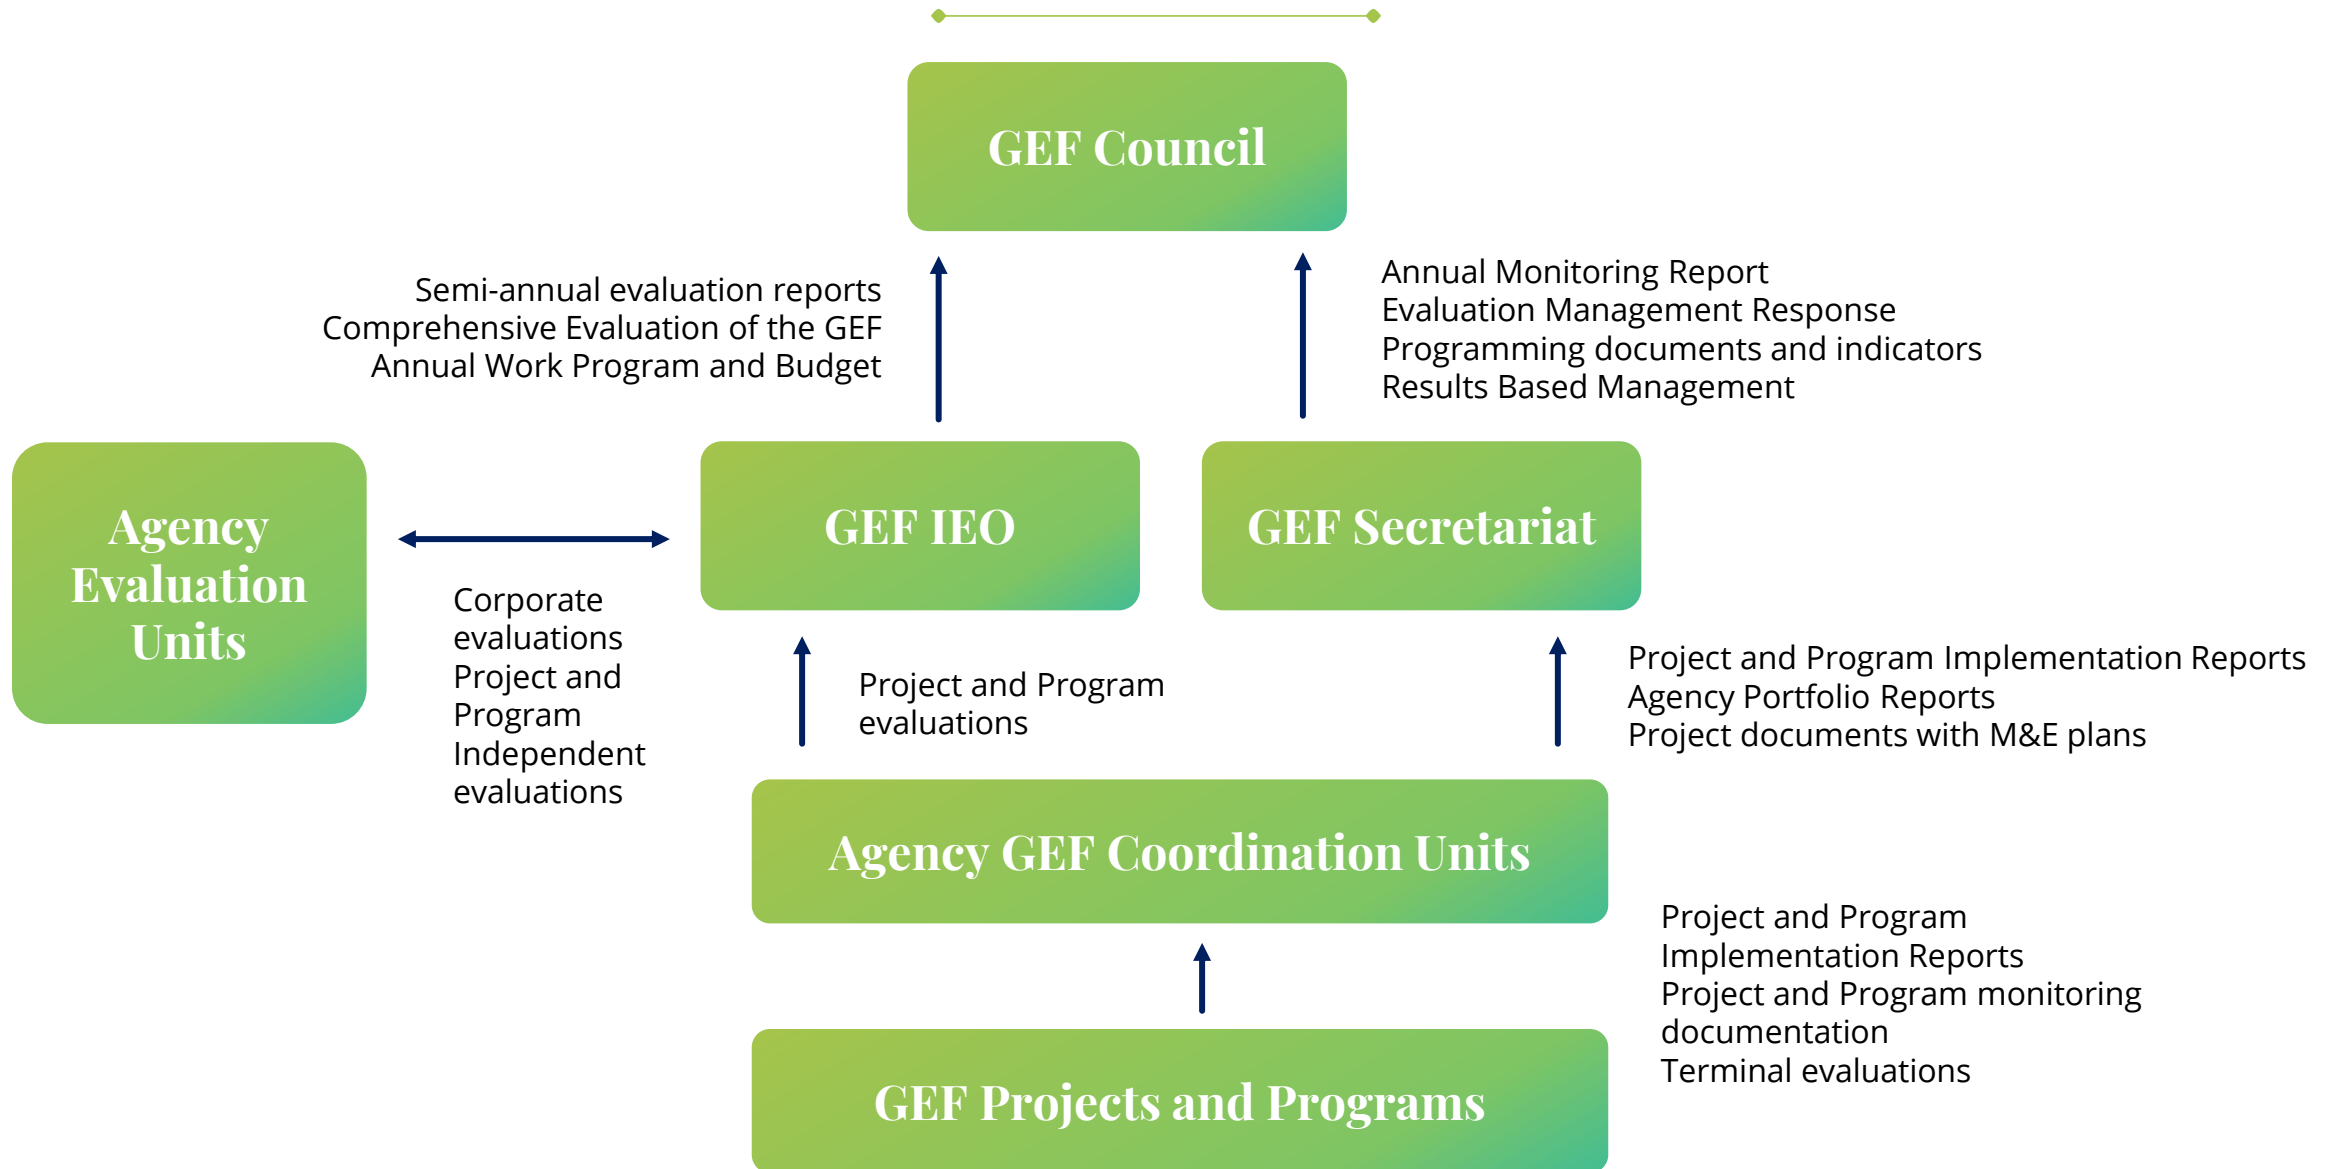 GEF Council
Semi-annual evaluation reports
Comprehensive Evaluation of the GEF
Annual Work Program and Budget
Annual Monitoring Report
Evaluation Management Response
Programming documents and indicators
Results Based Management
Agency
Evaluation
Units
GEF IEO
GEF Secretariat
Corporate
evaluations
Project and
Program
Independent
evaluations
Project and Program
evaluations
Project and Program Implementation Reports
Agency Portfolio Reports
Project documents with M&E plans
Agency GEF Coordination Units
Project and Program
Implementation Reports
Project and Program monitoring
documentation
Terminal evaluations
GEF Projects and Programs